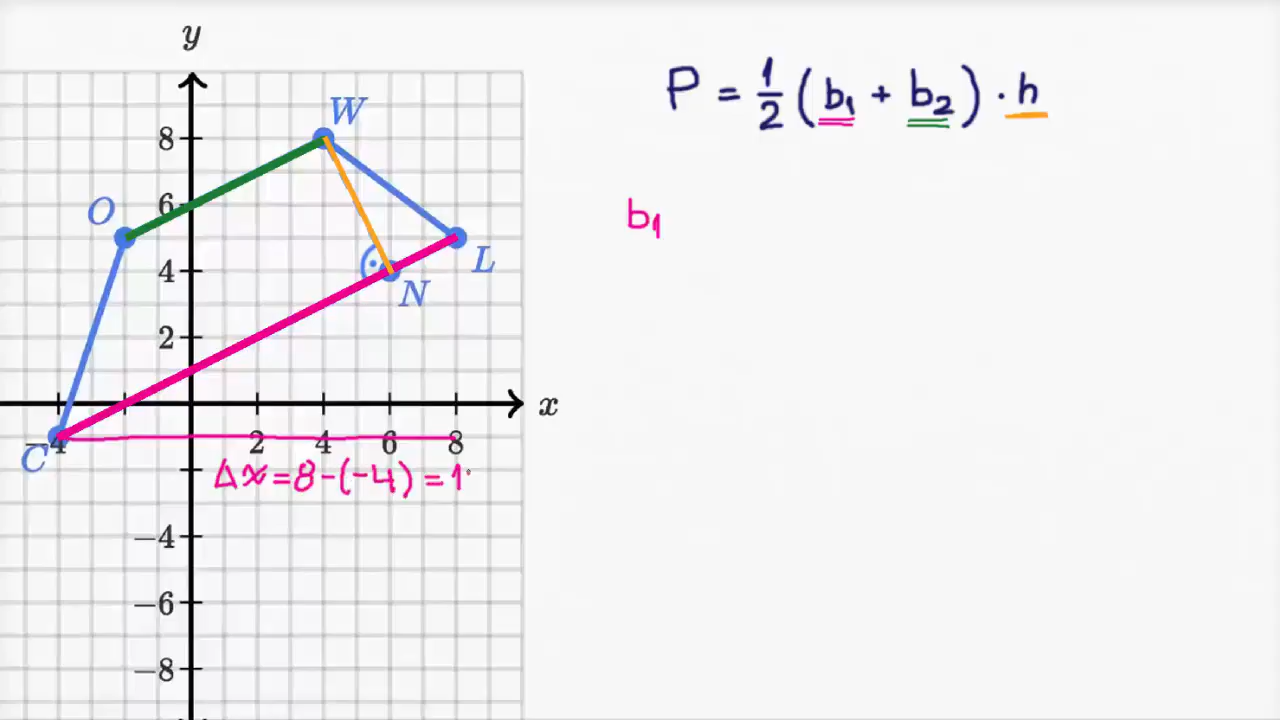 y
P = 1/2 (b₁ + b₂) · h
W
8
O
6
b₁
L
4
N
2
x
-4 2 4 6 8
C
Δx = 8 - (-4) = 1
−4
−6
−8